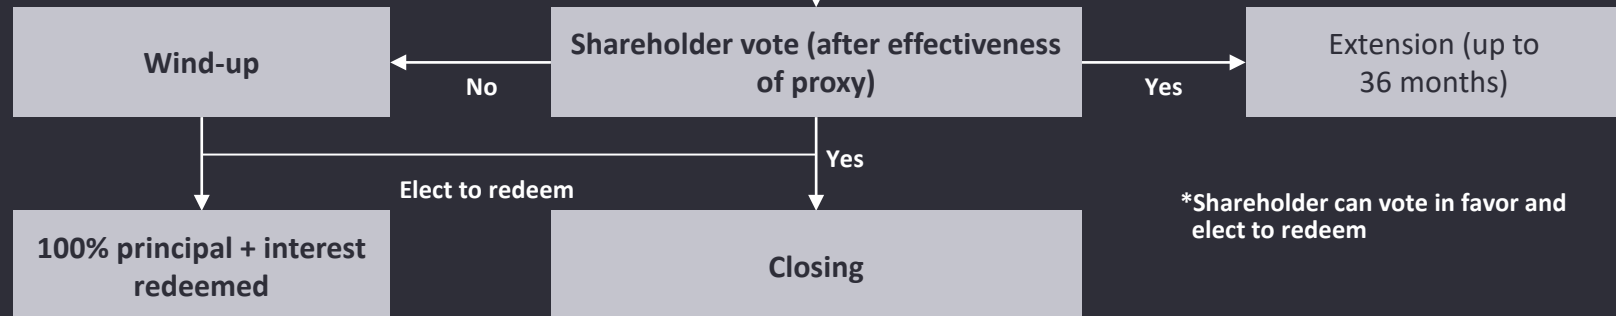 Wind-up
No
Shareholder vote (after effectiveness
of proxy)
Yes
Extension (up to
36 months)
Yes
Elect to redeem
*Shareholder can vote in favor and
elect to redeem
100% principal + interest
redeemed
Closing